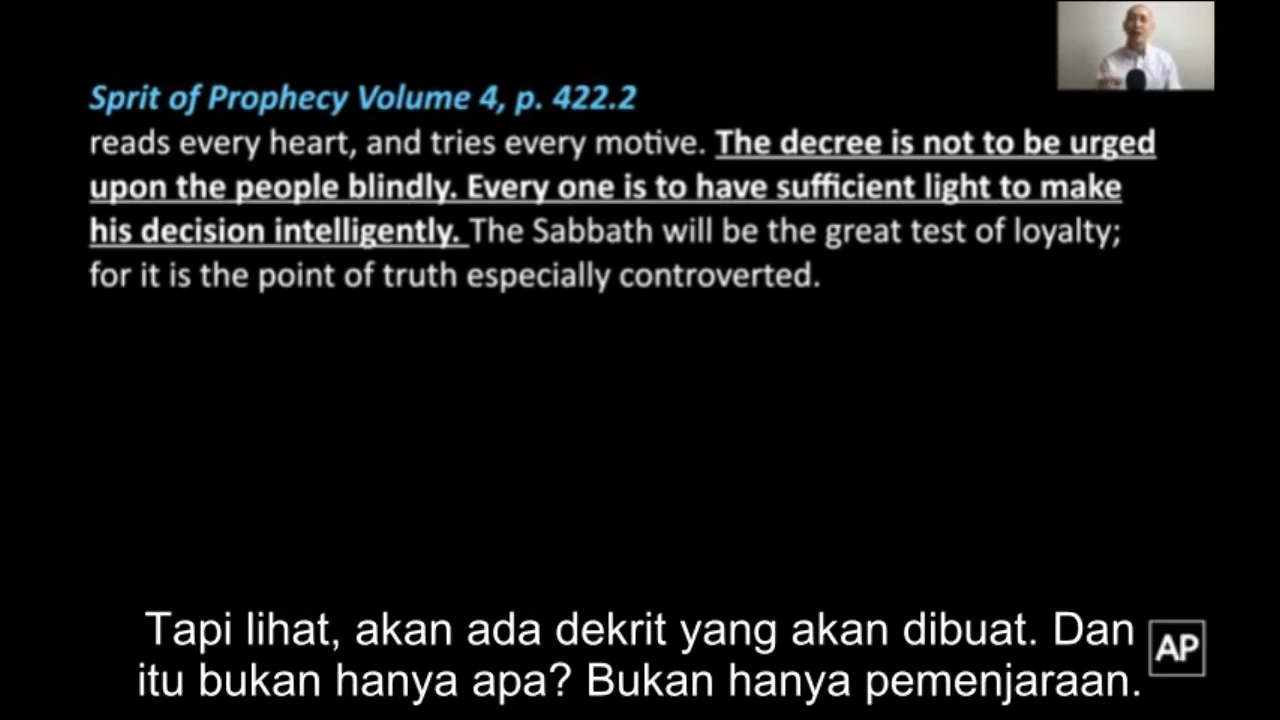 Sprit of Prophecy Volume 4, p. 422.2
reads every heart, and tries every motive. The decree is not to be urged
upon the people blindly. Every one is to have sufficient light to make
his decision intelligently. The Sabbath will be the great test of loyalty;
for it is the point of truth especially controverted.
Tapi lihat, akan ada dekrit yang akan dibuat. Dan
itu bukan hanya apa? Bukan hanya pemenjaraan.
AP